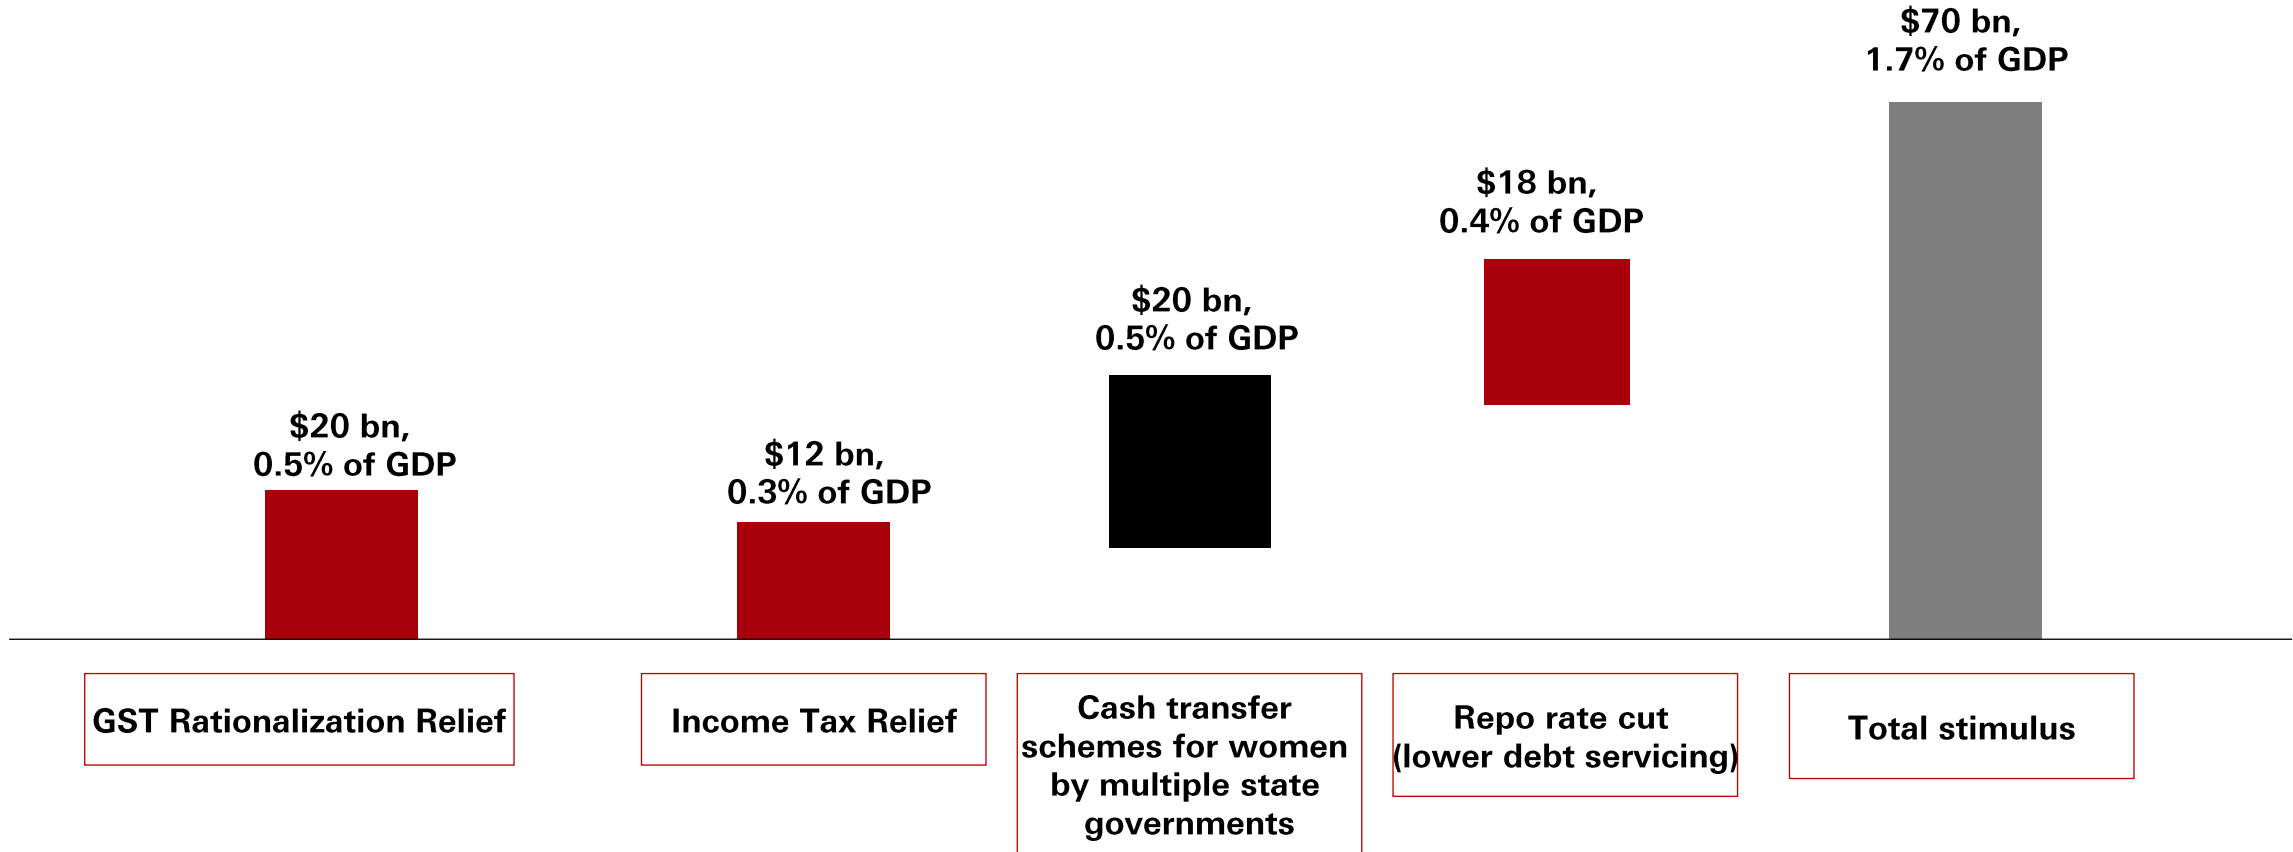 $70 bn,
1.7% of GDP
$18 bn,
0.4% of GDP
$20 bn,
0.5% of GDP
$20 bn,
0.5% of GDP
$12 bn,
0.3% of GDP
GST Rationalization Relief
Income Tax Relief
Cash transfer
schemes for women
by multiple state
governments
Repo rate cut
(lower debt servicing)
Total stimulus